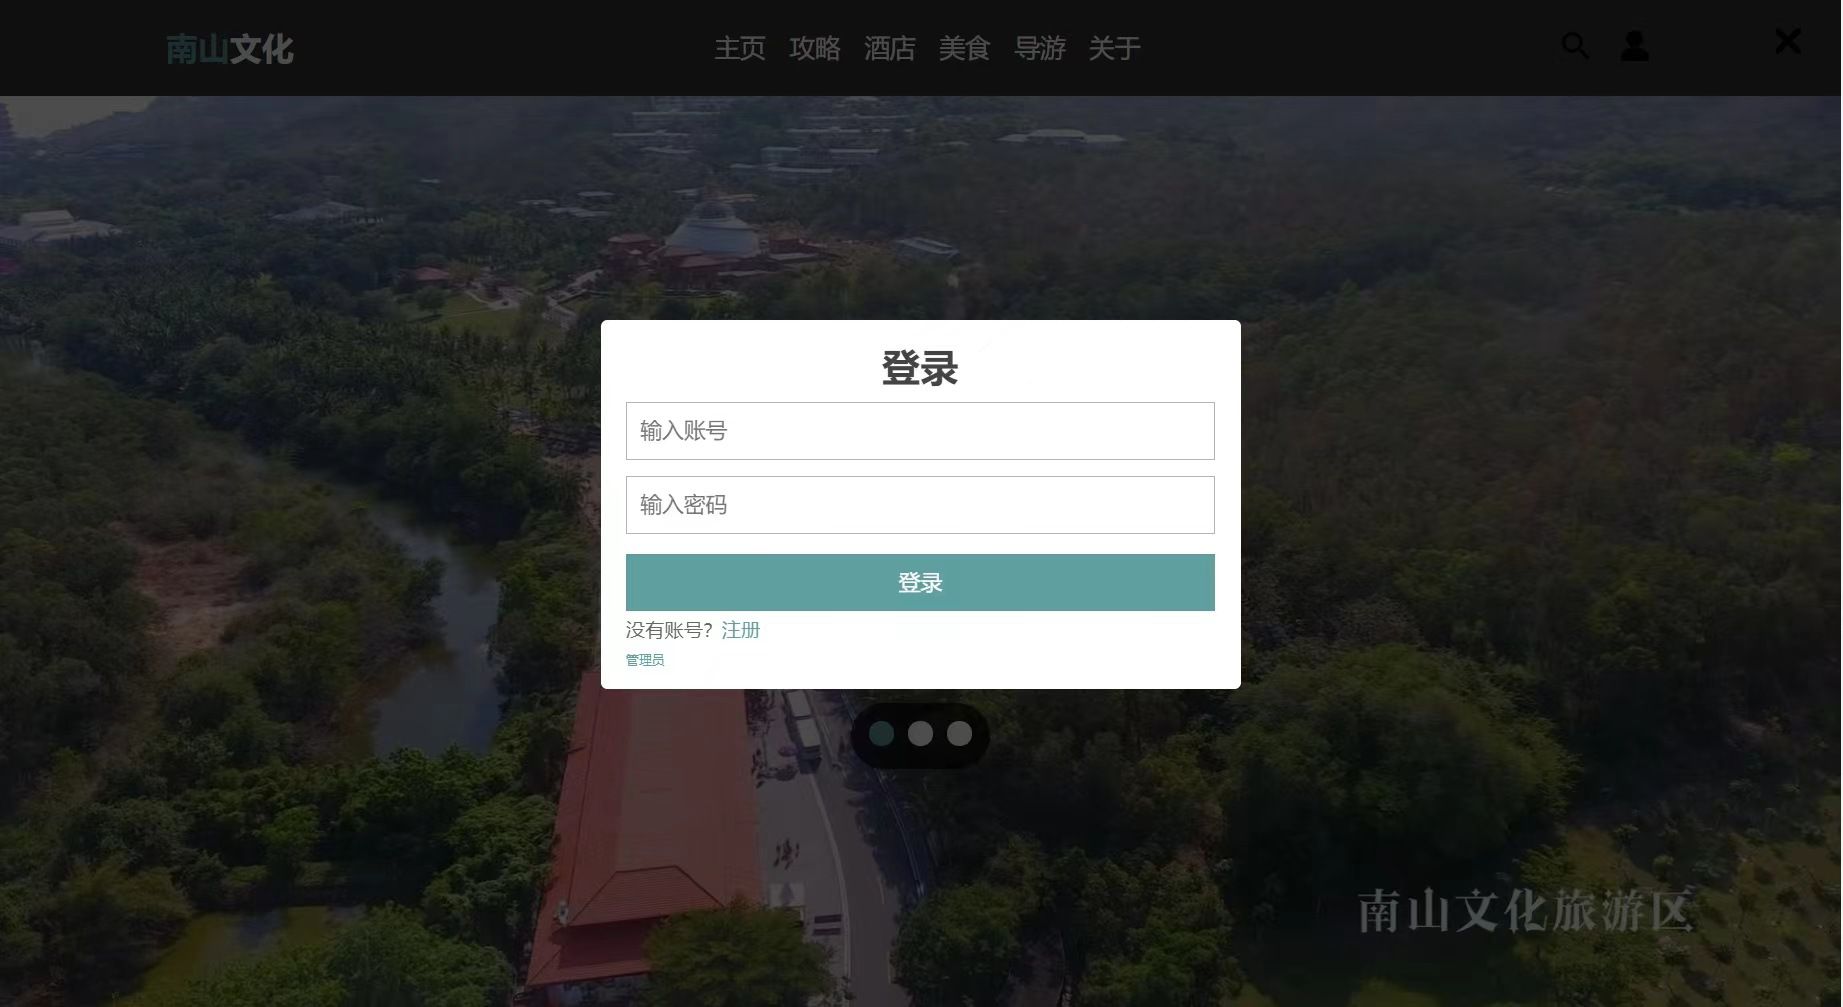 南山文化
主页 攻略 酒店 美食 导游 关于
登录
输入账号
输入密码
登录
没有账号？注册
管理员
南山文化旅游区